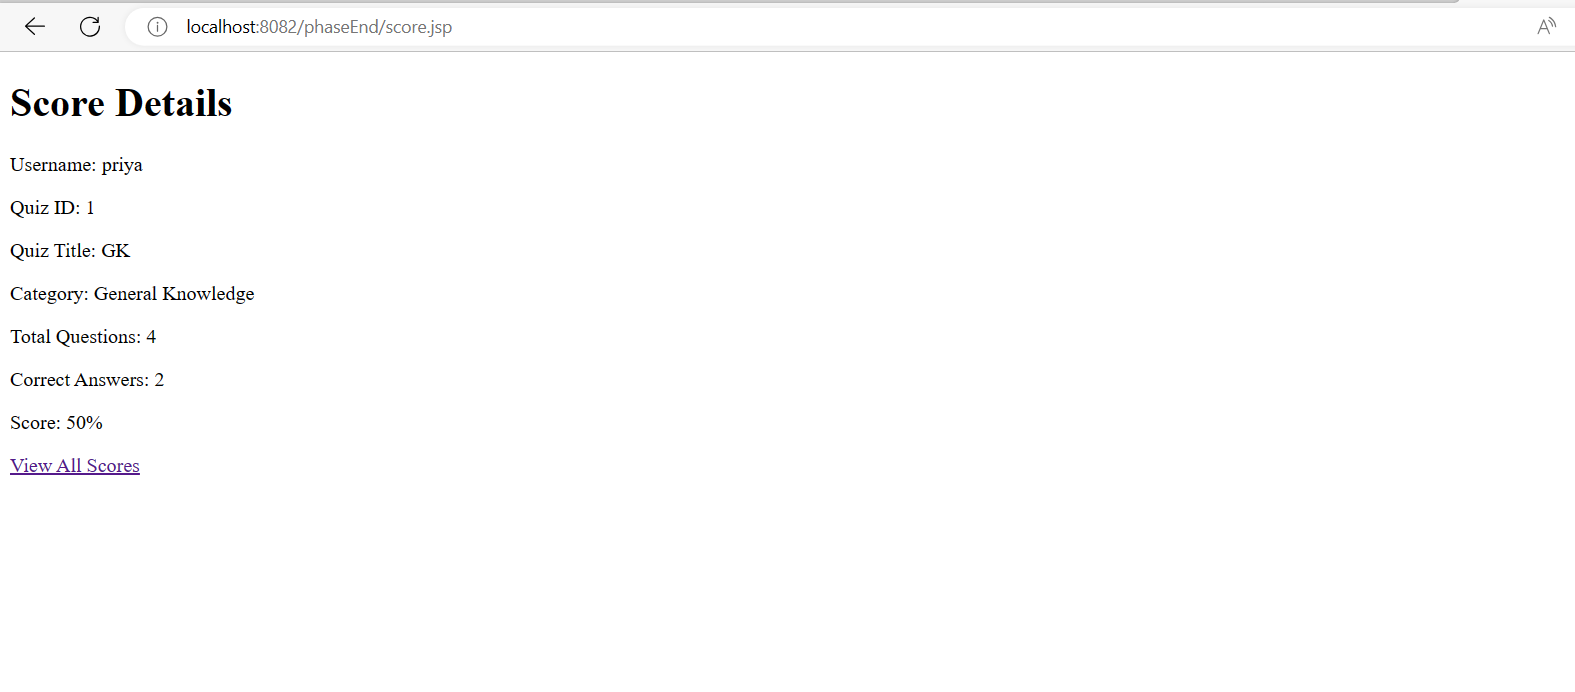 localhost:8082/phaseEnd/score.jsp
Score Details
Username: priya
Quiz ID: 1
Quiz Title: GK
Category: General Knowledge
Total Questions: 4
Correct Answers: 2
Score: 50%
View All Scores